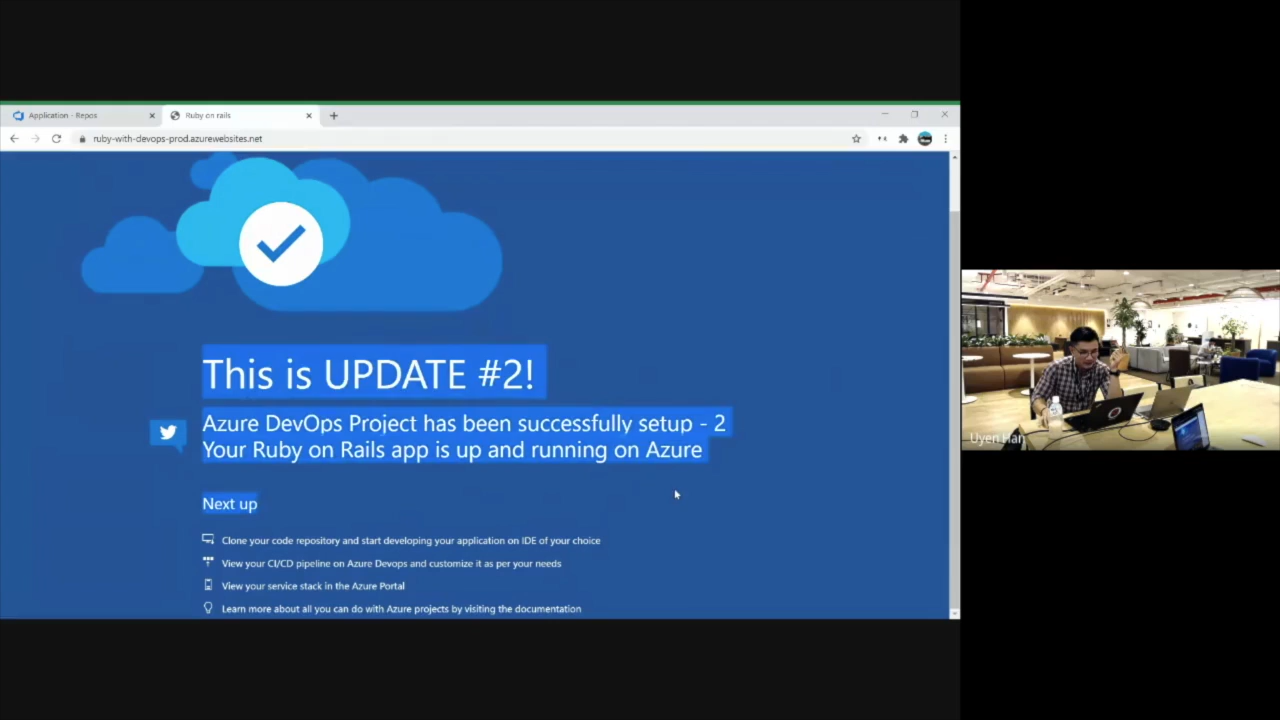 Application - Repos
Ruby on rails
ruby-with-devops-prod.azurewebsites.net
This is UPDATE #2!
Azure DevOps Project has been successfully setup - 2
Your Ruby on Rails app is up and running on Azure
Next up
Clone your code repository and start developing your application on IDE of your choice
View your CI/CD pipeline on Azure Devops and customize it as per your needs
View your service stack in the Azure Portal
Learn more about all you can do with Azure projects by visiting the documentation
Uyen Han